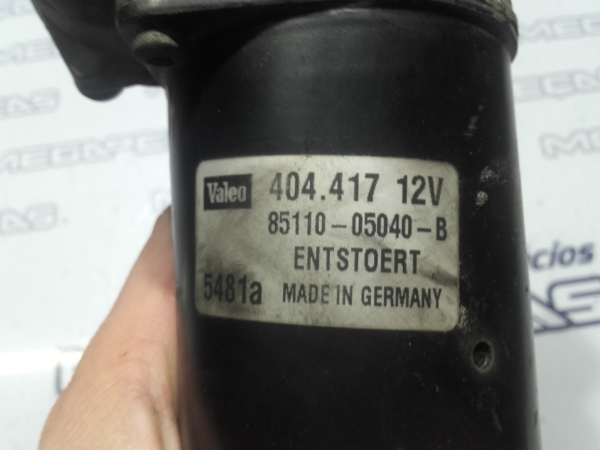 Valeo 404.417 12V
85110-05040-B
ENTSTOERT
5481a MADE IN GERMANY